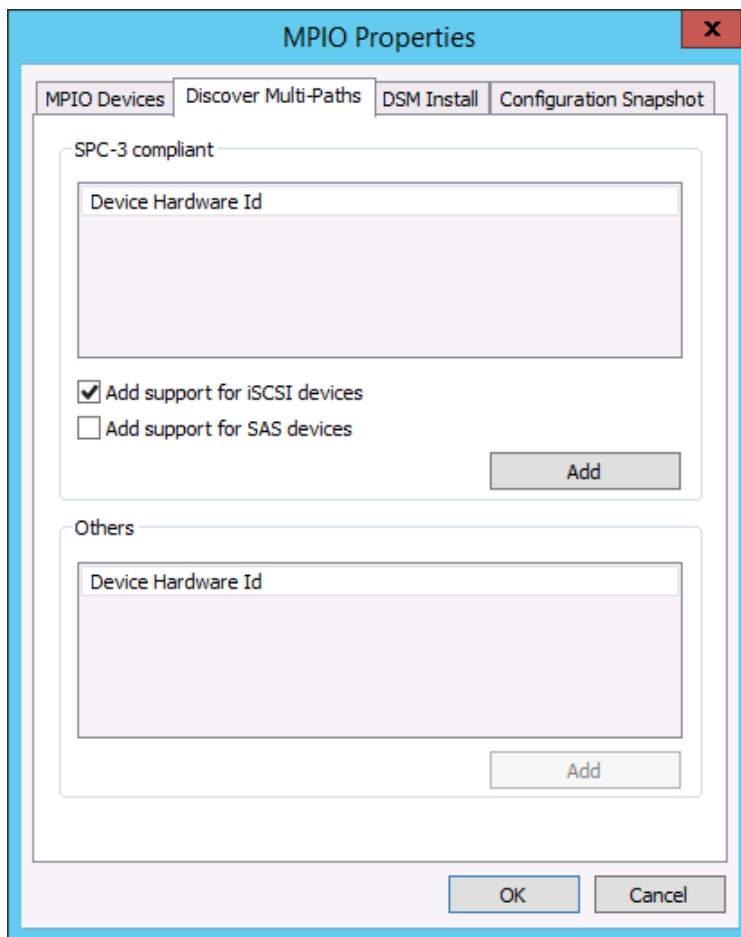 MPIO Properties
x
MPIO Devices
Discover Multi-Paths
DSM Install
Configuration Snapshot
SPC-3 compliant
Device Hardware Id
Add support for iSCSI devices
Add support for SAS devices
Add
Others
Device Hardware Id
Add
OK
Cancel